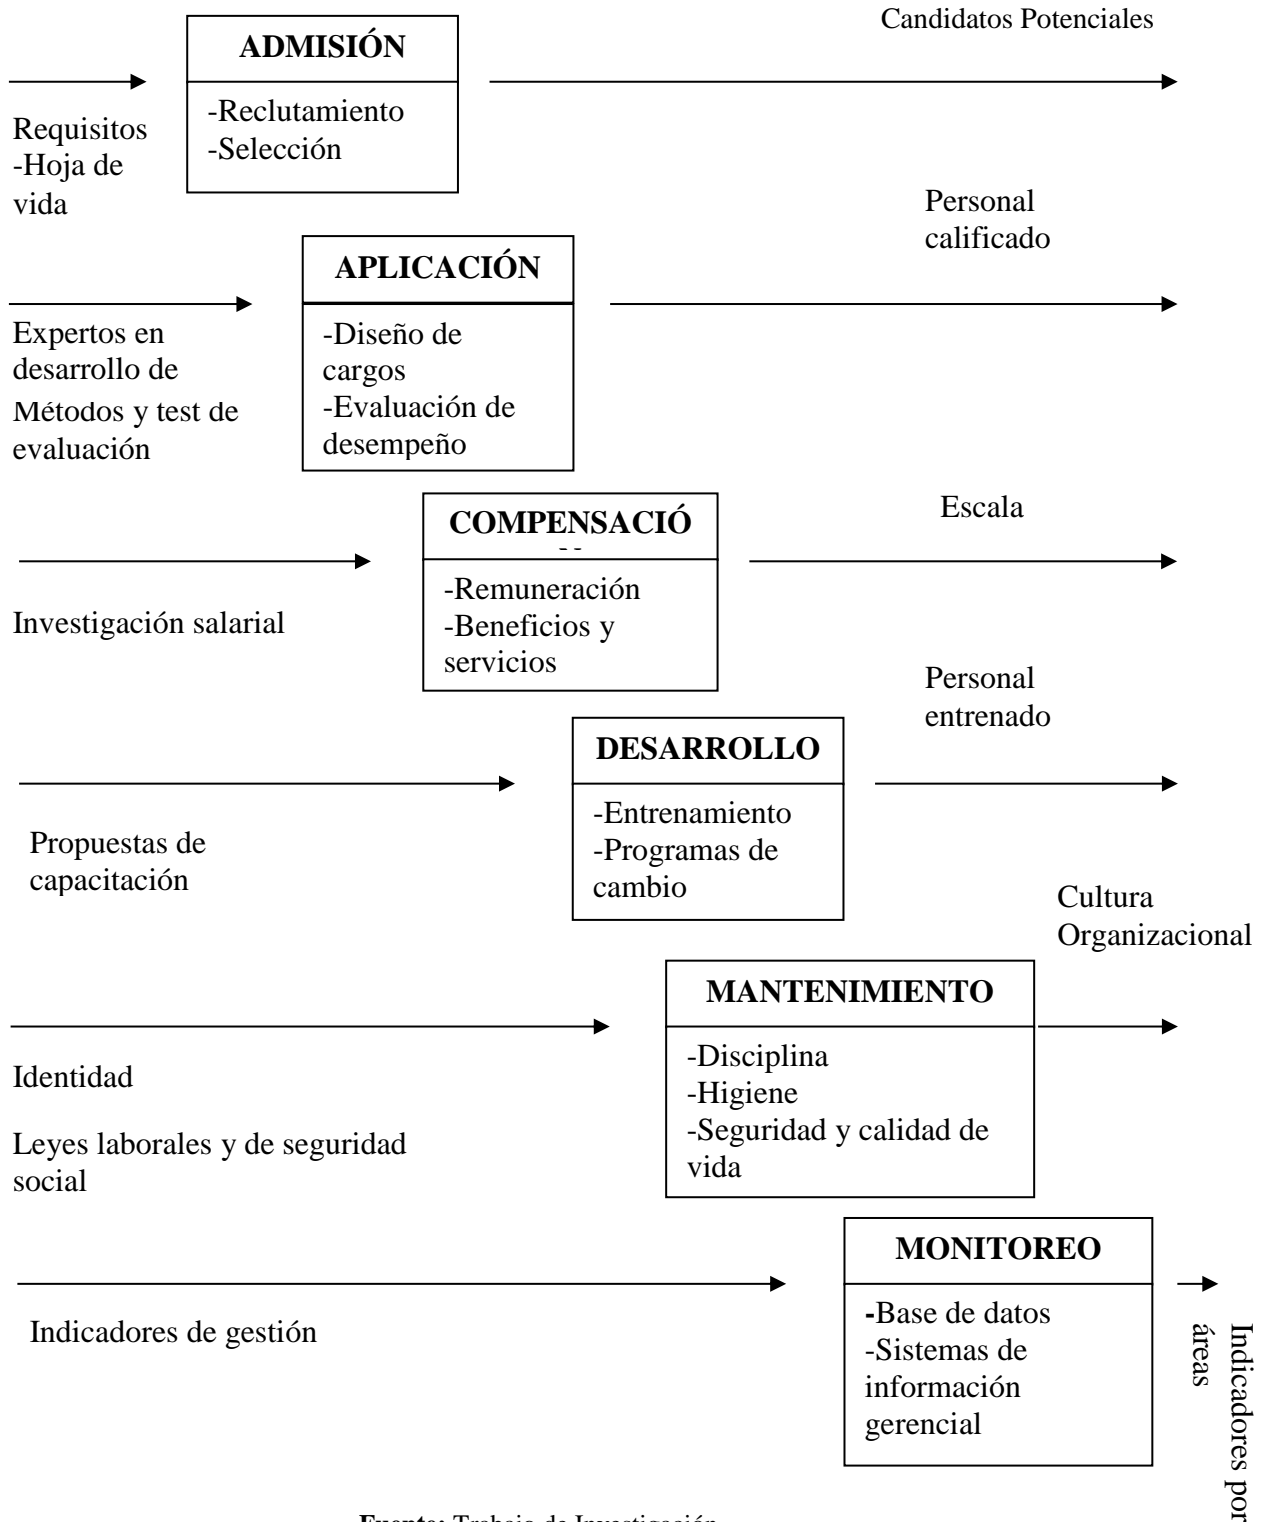 Candidatos Potenciales
ADMISIÓN
-Reclutamiento
-Selección
Requisitos
-Hoja de
vida
Personal
calificado
APLICACIÓN
-Diseño de
cargos
-Evaluación de
desempeño
Expertos en
desarrollo de
Métodos y test de
evaluación
Escala
COMPENSACIÓ
-Remuneración
-Beneficios y
servicios
Investigación salarial
Personal
entrenado
DESARROLLO
-Entrenamiento
-Programas de
cambio
Propuestas de
capacitación
Cultura
Organizacional
MANTENIMIENTO
-Disciplina
-Higiene
-Seguridad y calidad de
vida
Identidad
Leyes laborales y de seguridad
social
MONITOREO
-Base de datos
-Sistemas de
información
gerencial
Indicadores de gestión
Indicadores por
áreas
Fuente: Trabajo de Investigación